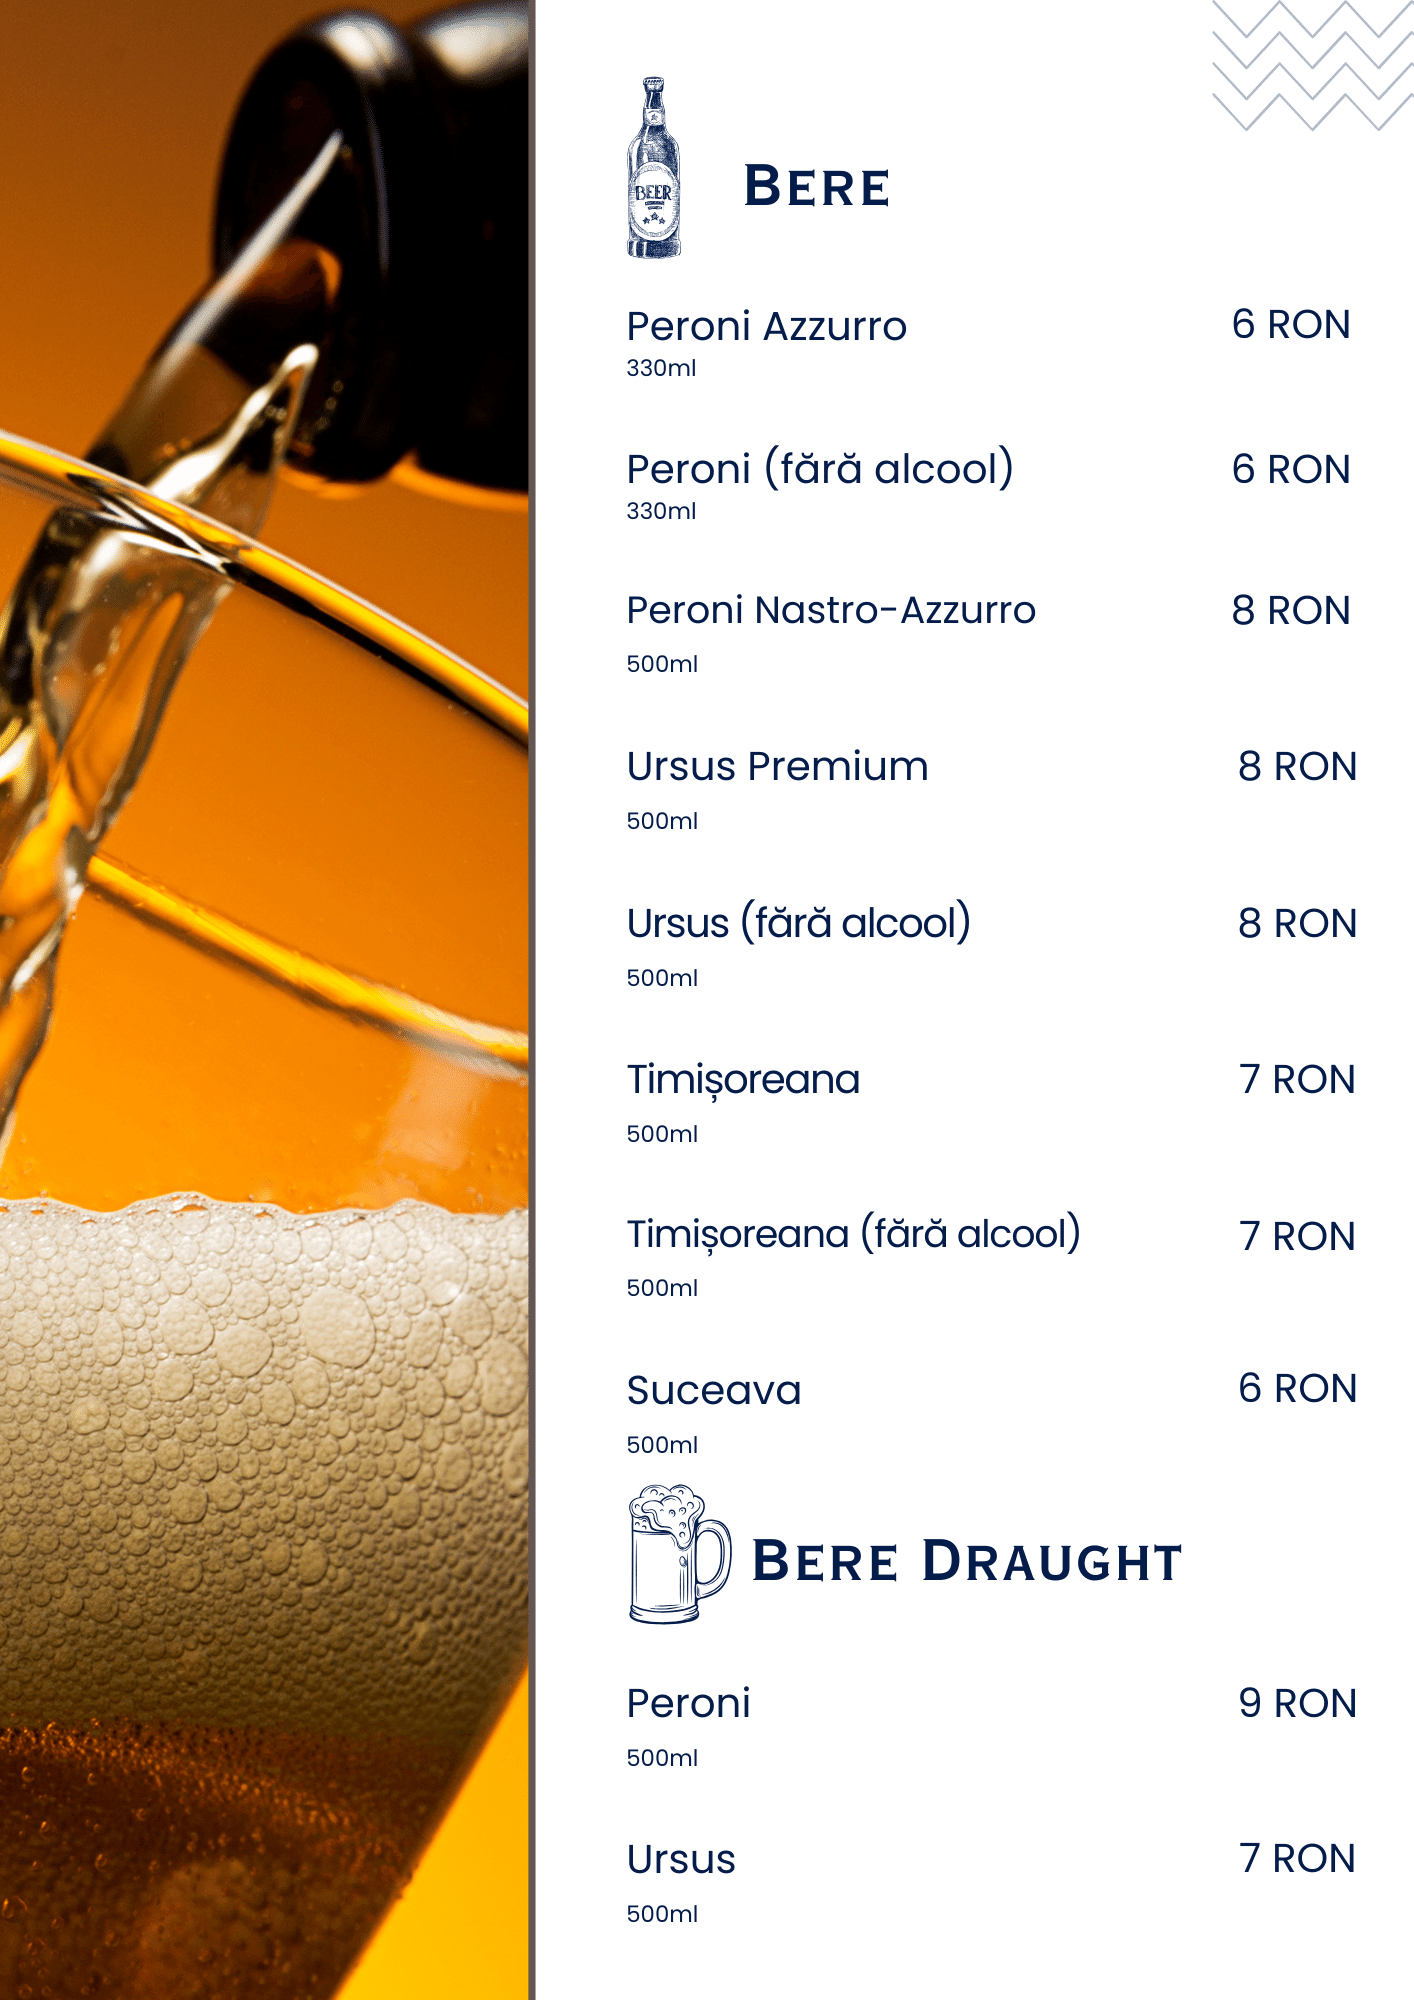 BEER
BERE
Peroni Azzurro 6 RON
330ml
Peroni (fără alcool) 6 RON
330ml
Peroni Nastro-Azzurro 8 RON
500ml
Ursus Premium 8 RON
500ml
Ursus (fără alcool) 8 RON
500ml
Timișoreana 7 RON
500ml
Timișoreana (fără alcool) 7 RON
500ml
Suceava 6 RON
500ml
BERE DRAUGHT
Peroni 9 RON
500ml
Ursus 7 RON
500ml